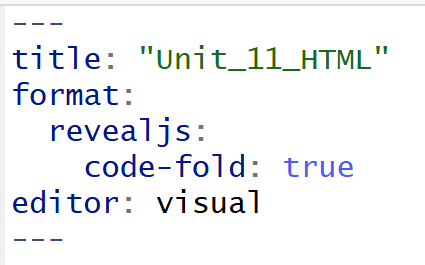 ---
title: "Unit_11_HTML"
format:
  revealjs:
    code-fold: true
editor: visual
---